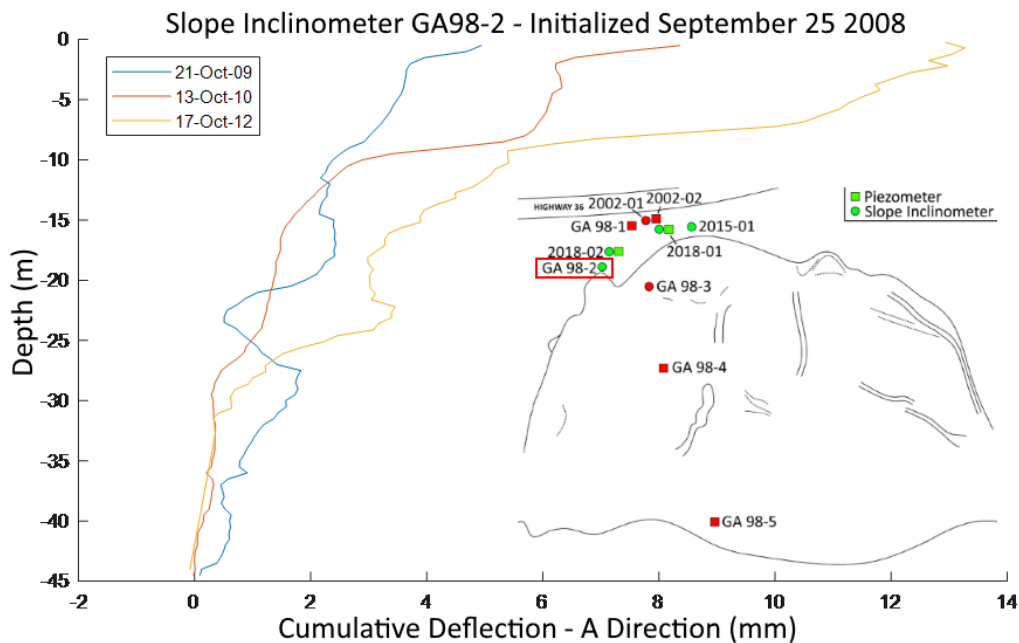 Slope Inclinometer GA98-2 - Initialized September 25 2008
21-Oct-09
13-Oct-10
17-Oct-12
0
-5
-10
-15
-20
-25
-30
-35
-40
-45
Depth (m)
-2 0 2 4 6 8 10 12 14
Cumulative Deflection - A Direction (mm)
HIGHWAY 36
2002-01
2002-02
GA 98-1
2015-01
2018-01
2018-02
GA 98-2
GA 98-3
GA 98-4
GA 98-5
Piezometer
Slope Inclinometer